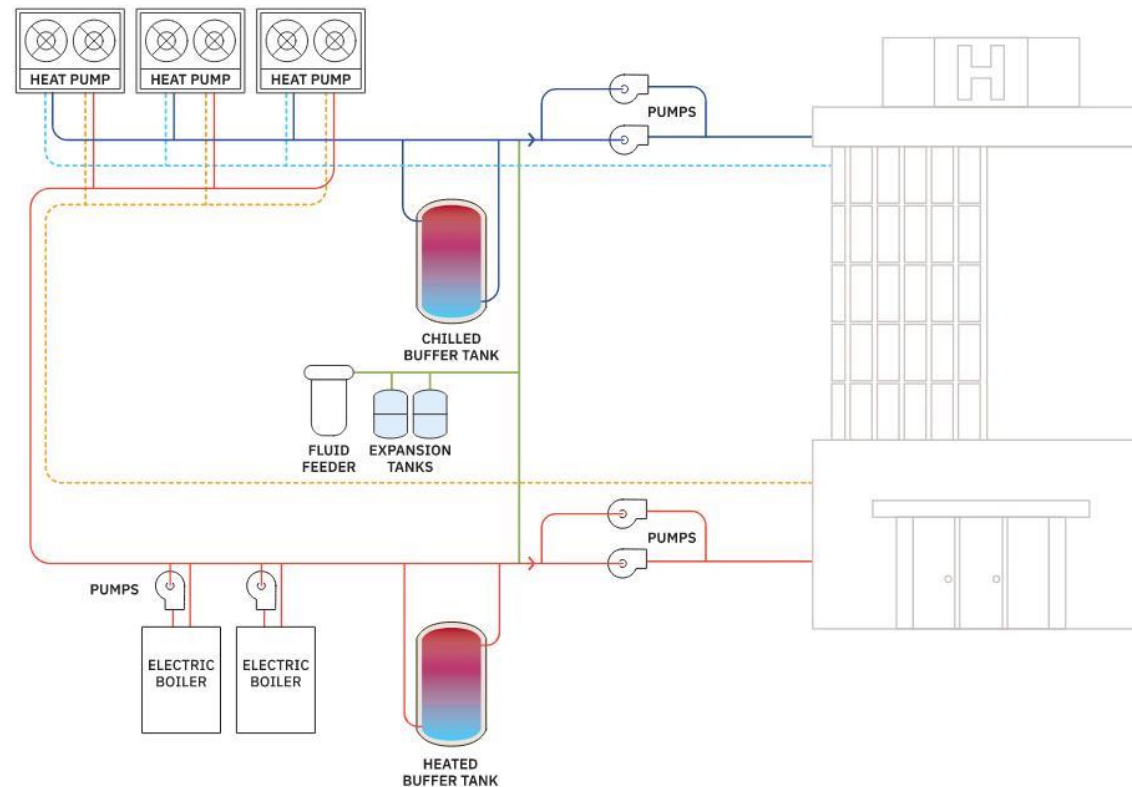 HEAT PUMP
HEAT PUMP
HEAT PUMP
H
PUMPS
CHILLED
BUFFER TANK
FLUID
FEEDER
EXPANSION
TANKS
PUMPS
PUMPS
ELECTRIC
BOILER
ELECTRIC
BOILER
HEATED
BUFFER TANK